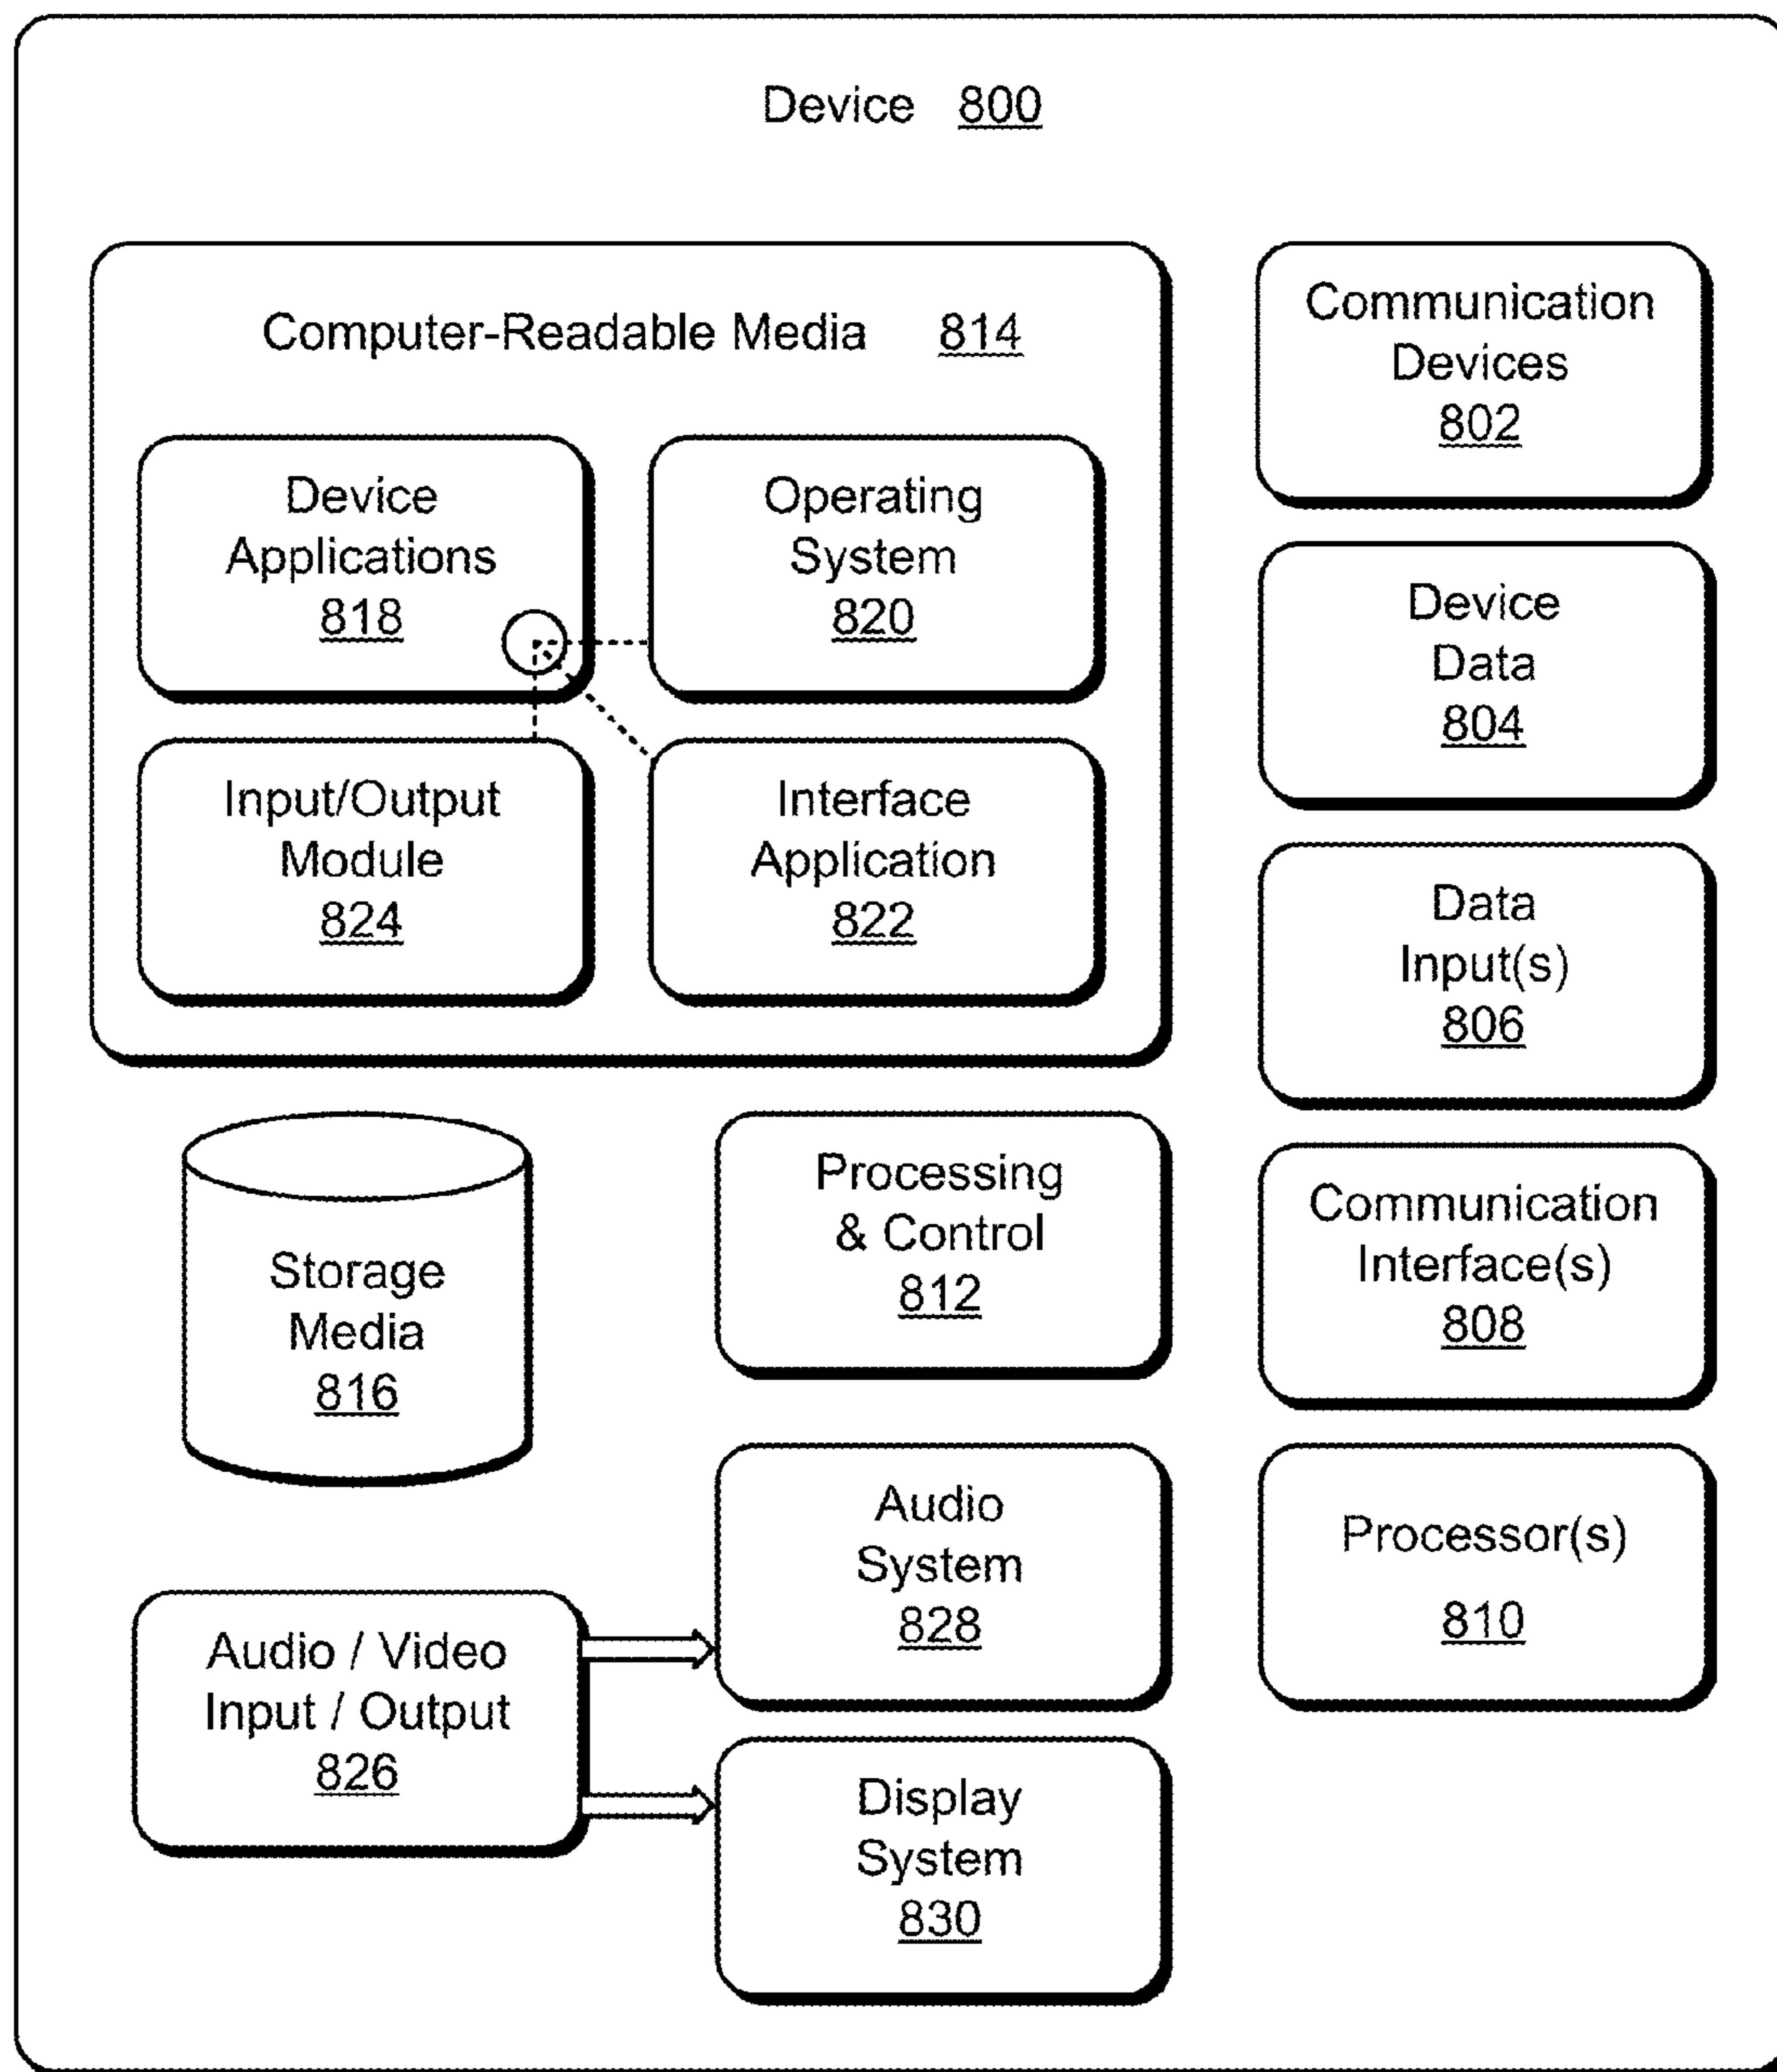 Device 800
Computer-Readable Media 814
Device
Applications
818
Operating
System
820
Input/Output
Module
824
Interface
Application
822
Communication
Devices
802
Device
Data
804
Data
Input(s)
806
Communication
Interface(s)
808
Processor(s)
810
Storage
Media
816
Processing
& Control
812
Audio / Video
Input / Output
826
Audio
System
828
Display
System
830